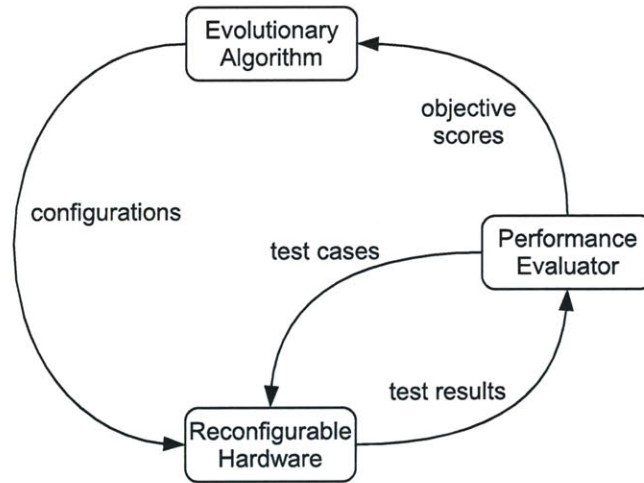 Evolutionary
Algorithm
objective
scores
configurations
test cases
Performance
Evaluator
test results
Reconfigurable
Hardware